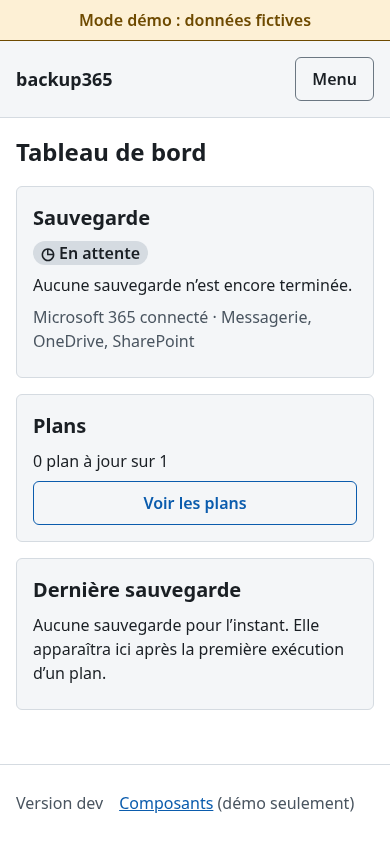 Mode démo : données fictives
backup365
Menu
Tableau de bord
Sauvegarde
En attente
Aucune sauvegarde n’est encore terminée.
Microsoft 365 connecté · Messagerie,
OneDrive, SharePoint
Plans
0 plan à jour sur 1
Voir les plans
Dernière sauvegarde
Aucune sauvegarde pour l’instant. Elle
apparaîtra ici après la première exécution
d’un plan.
Version dev Composants (démo seulement)